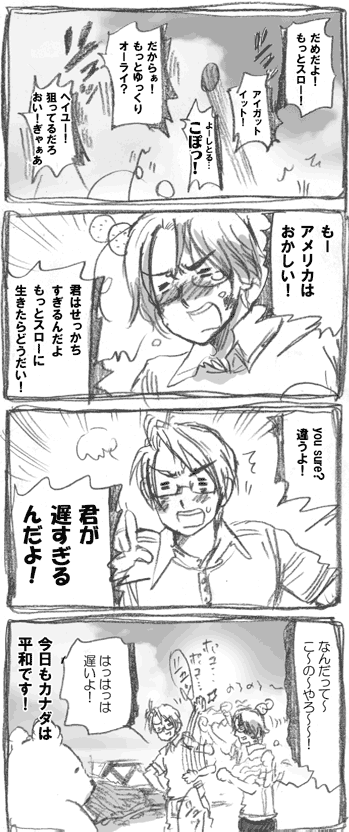 だめだよ!
もっとスロー!
アイガット
イット!
よーしとる…
こぽっ!
だからぁ!
もっとゆっくり
オーライ?
ヘイユー!
狙ってるだろ
おい!ぎゃぁあ
もー
アメリカは
おかしい!
君はせっかち
すぎるんだよ
もっとスローに
生きたらどうだい!
you sure?
違うよ!
君が
遅すぎる
んだよ!
なんだって〜
こ〜の〜やろ〜〜!
はっはっは
遅いよ!
今日もカナダは
平和です!